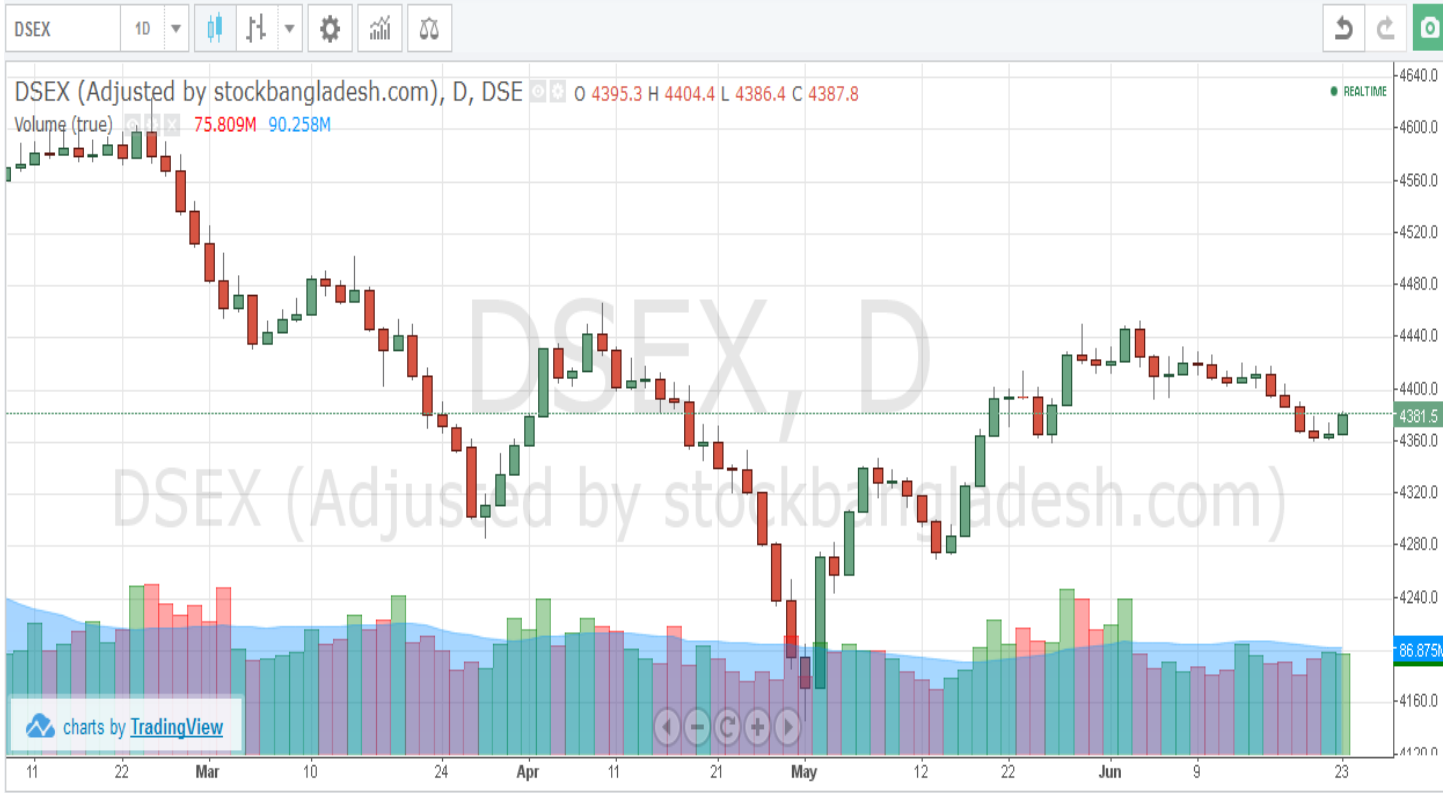 DSEX 1D
DSEX (Adjusted by stockbangladesh.com), D, DSE O 4395.3 H 4404.4 L 4386.4 C 4387.8
REALTIME
Volume (true) 75.809M 90.258M
4640.0
4600.0
4560.0
4520.0
4480.0
4440.0
4400.0
4381.5
4360.0
4320.0
4280.0
4240.0
86.875M
4160.0
4120.0
DSEX, D
DSEX (Adjusted by stockbangladesh.com)
charts by TradingView
11 22 Mar 10 24 Apr 11 21 May 12 22 Jun 9 23